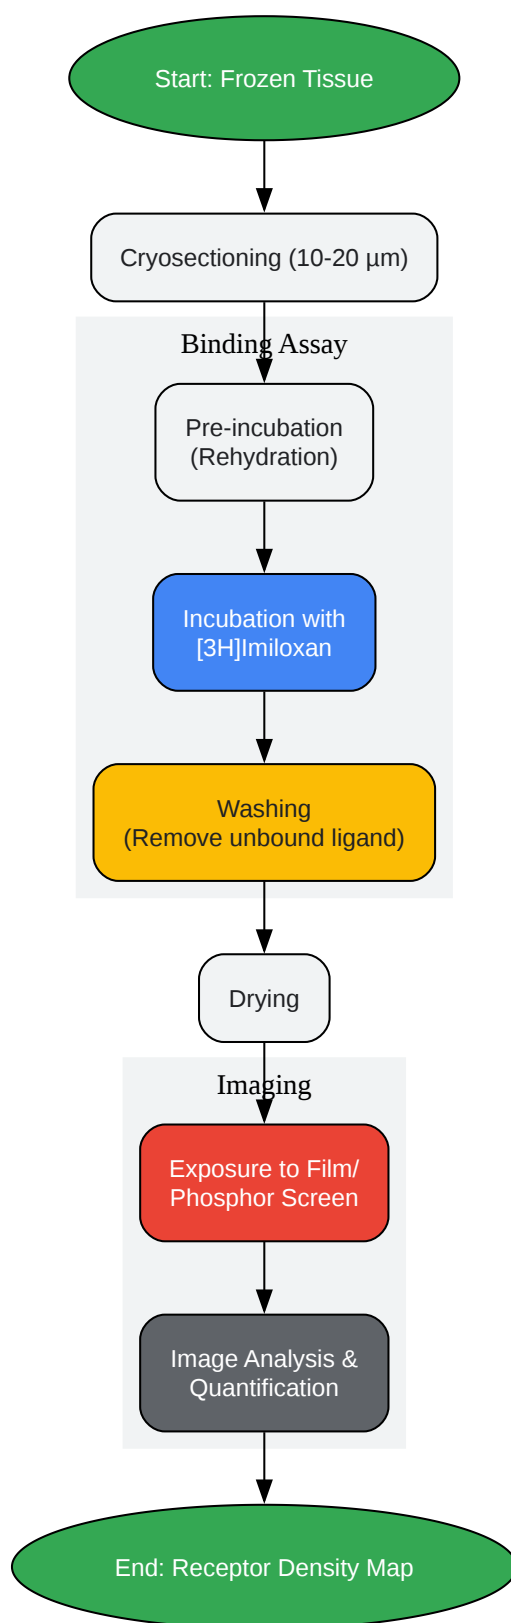 Start: Frozen Tissue
Cryosectioning (10-20 µm)
Binding Assay
Pre-incubation
(Rehydration)
Incubation with
[3H]Imiloxan
Washing
(Remove unbound ligand)
Drying
Imaging
Exposure to Film/
Phosphor Screen
Image Analysis &
Quantification
End: Receptor Density Map